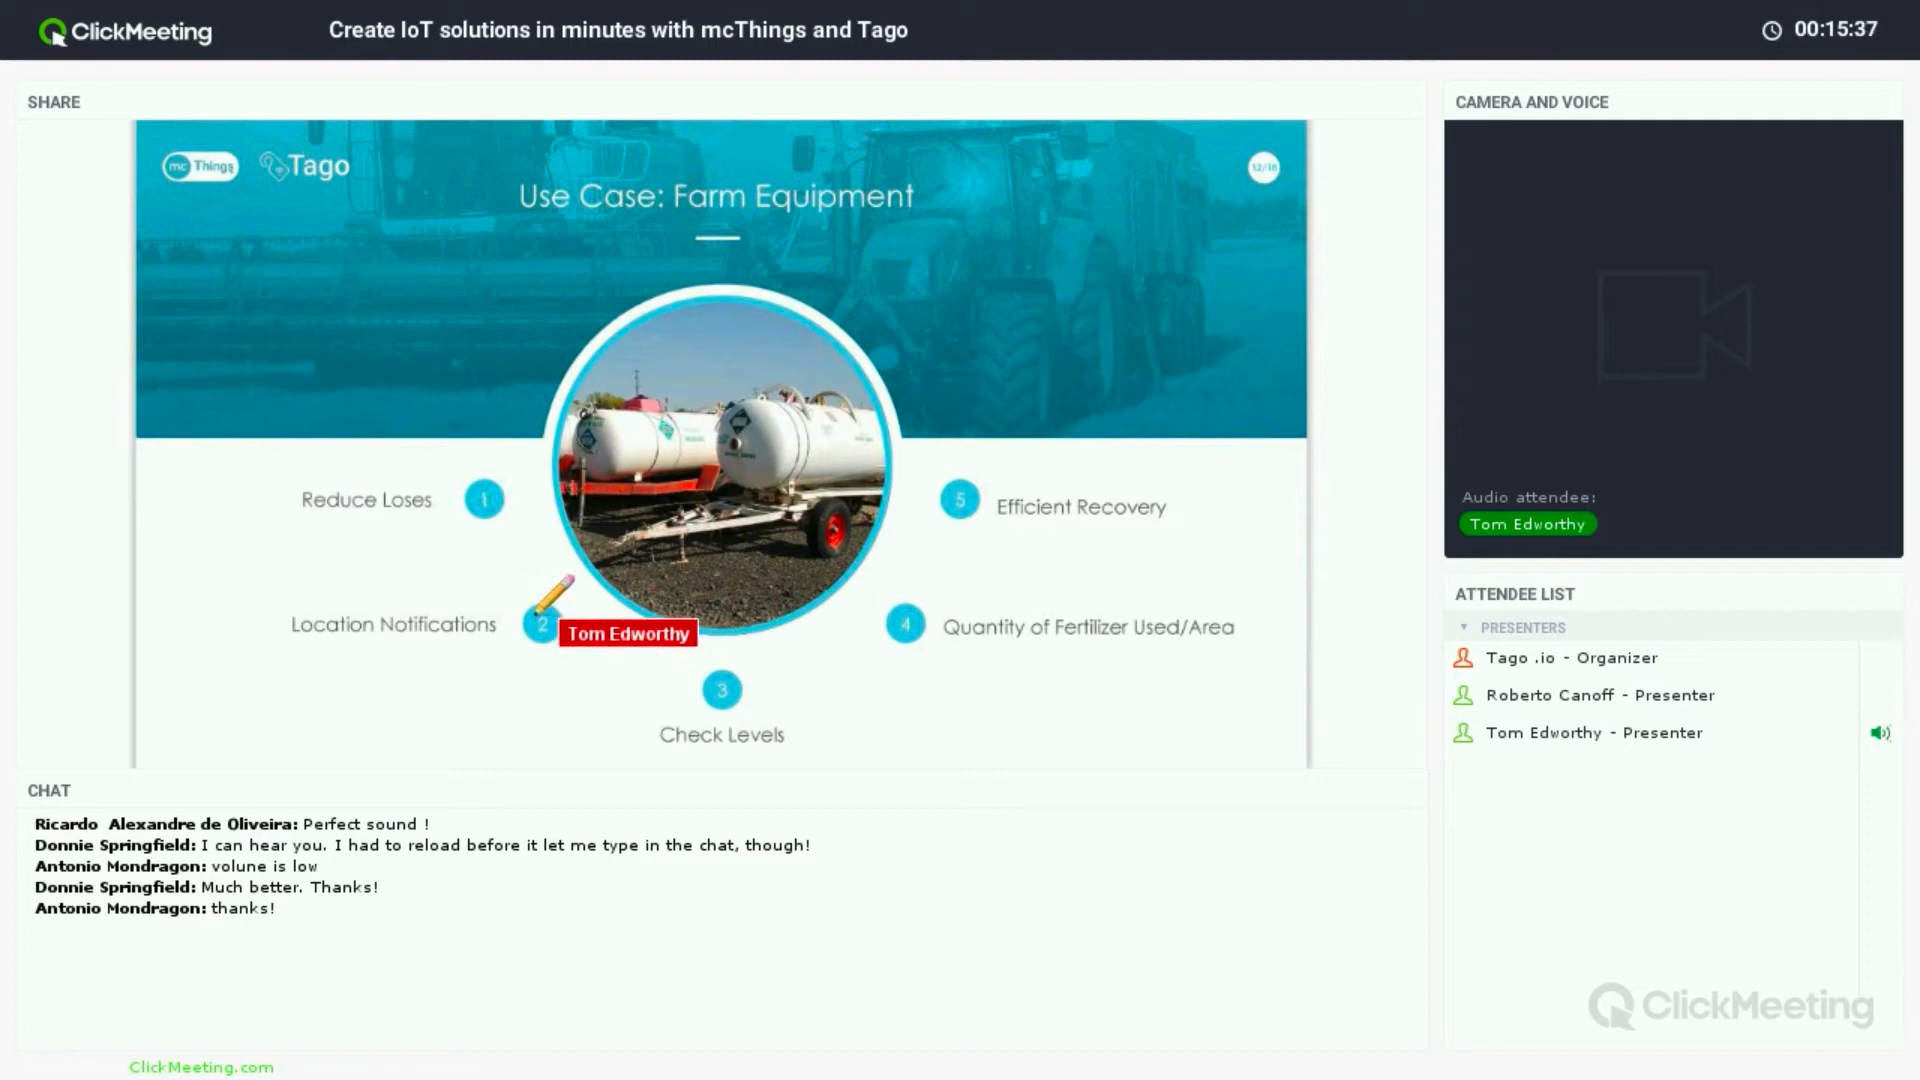 ClickMeeting
Create IoT solutions in minutes with mcThings and Tago
00:15:37
SHARE
CAMERA AND VOICE
mc Things
Tago
12/18
Use Case: Farm Equipment
Reduce Loses
1
5
Efficient Recovery
Location Notifications
2
Tom Edworthy
4
Quantity of Fertilizer Used/Area
3
Check Levels
Audio attendee:
Tom Edworthy
ATTENDEE LIST
PRESENTERS
Tago .io - Organizer
Roberto Canoff - Presenter
Tom Edworthy - Presenter
CHAT
Ricardo Alexandre de Oliveira: Perfect sound !
Donnie Springfield: I can hear you. I had to reload before it let me type in the chat, though!
Antonio Mondragon: volune is low
Donnie Springfield: Much better. Thanks!
Antonio Mondragon: thanks!
ClickMeeting
ClickMeeting.com